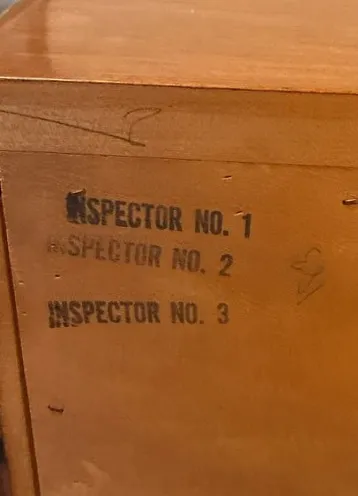 INSPECTOR NO. 1
INSPECTOR NO. 2
INSPECTOR NO. 3